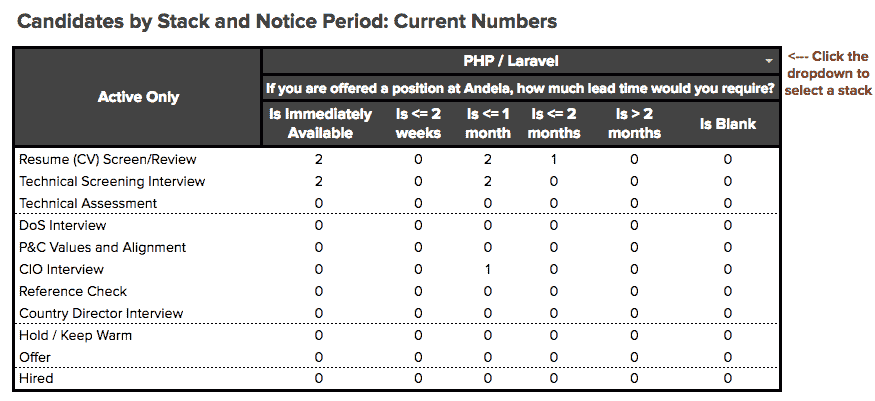 Candidates by Stack and Notice Period: Current Numbers
PHP / Laravel
<--- Click the
dropdown to
select a stack
Active Only
If you are offered a position at Andela, how much lead time would you require?
Is Immediately Available
Is <= 2 weeks
Is <= 1 month
Is <= 2 months
Is > 2 months
Is Blank
Resume (CV) Screen/Review 2 0 2 1 0 0
Technical Screening Interview 2 0 2 0 0 0
Technical Assessment 0 0 0 0 0 0
DoS Interview 0 0 0 0 0 0
P&C Values and Alignment 0 0 0 0 0 0
CIO Interview 0 0 1 0 0 0
Reference Check 0 0 0 0 0 0
Country Director Interview 0 0 0 0 0 0
Hold / Keep Warm 0 0 0 0 0 0
Offer 0 0 0 0 0 0
Hired 0 0 0 0 0 0